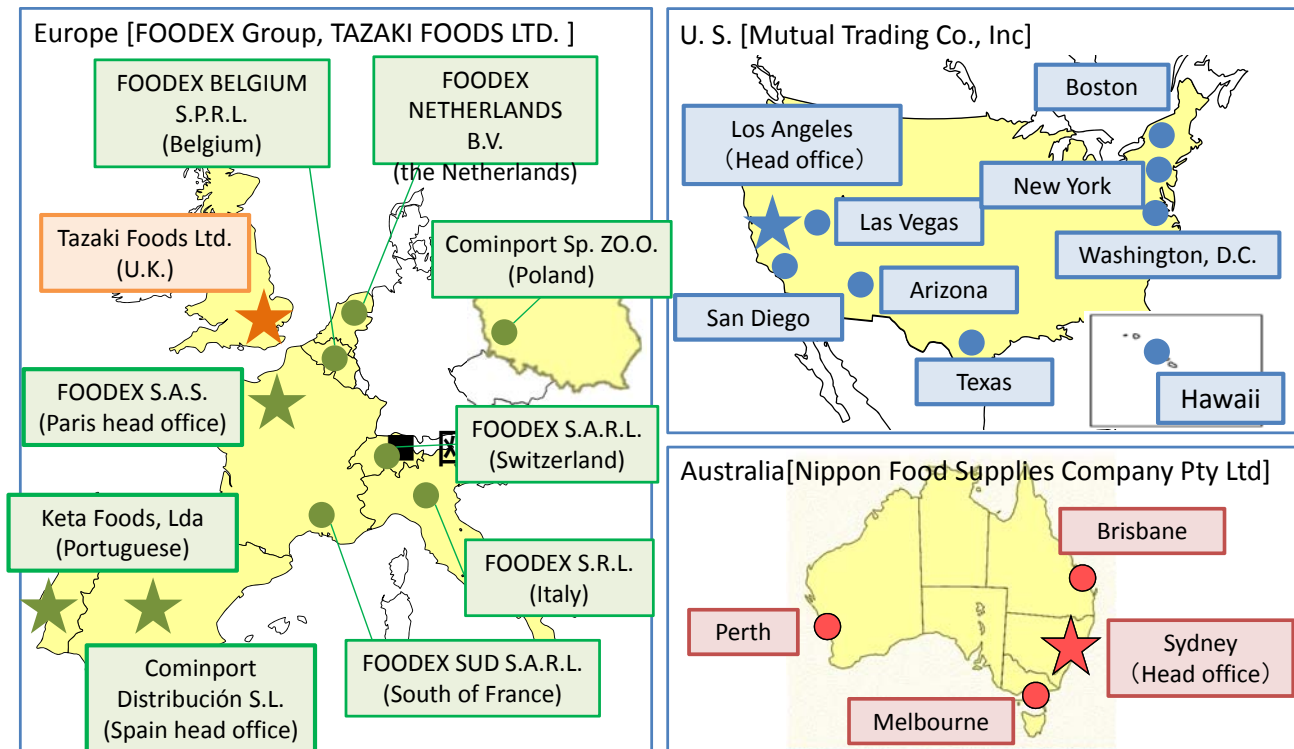 Europe [FOODEX Group, TAZAKI FOODS LTD. ]
FOODEX BELGIUM
S.P.R.L.
(Belgium)
FOODEX
NETHERLANDS
B.V.
(the Netherlands)
Tazaki Foods Ltd.
(U.K.)
Cominport Sp. ZO.O.
(Poland)
FOODEX S.A.S.
(Paris head office)
FOODEX S.A.R.L.
(Switzerland)
Keta Foods, Lda
(Portuguese)
FOODEX S.R.L.
(Italy)
Cominport
Distribución S.L.
(Spain head office)
FOODEX SUD S.A.R.L.
(South of France)
U. S. [Mutual Trading Co., Inc]
Boston
Los Angeles
（Head office）
New York
Las Vegas
Washington, D.C.
Arizona
San Diego
Texas
Hawaii
Australia[Nippon Food Supplies Company Pty Ltd]
Brisbane
Perth
Sydney
（Head office）
Melbourne